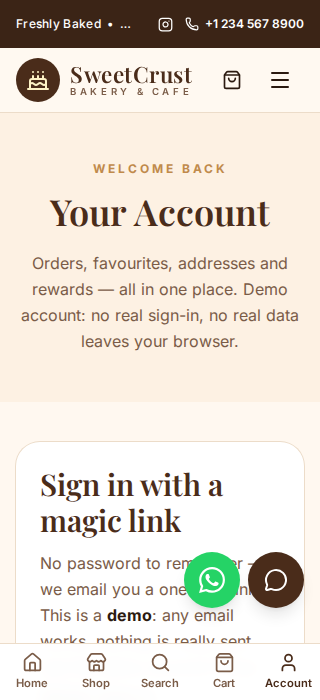 Freshly Baked • ...
+1 234 567 8900
SweetCrust
BAKERY & CAFE
WELCOME BACK
Your Account
Orders, favourites, addresses and
rewards — all in one place. Demo
account: no real sign-in, no real data
leaves your browser.
Sign in with a
magic link
No password to
we email you a one
This is a demo: any email
works, nothing is really sent
Home
Shop
Search
Cart
Account